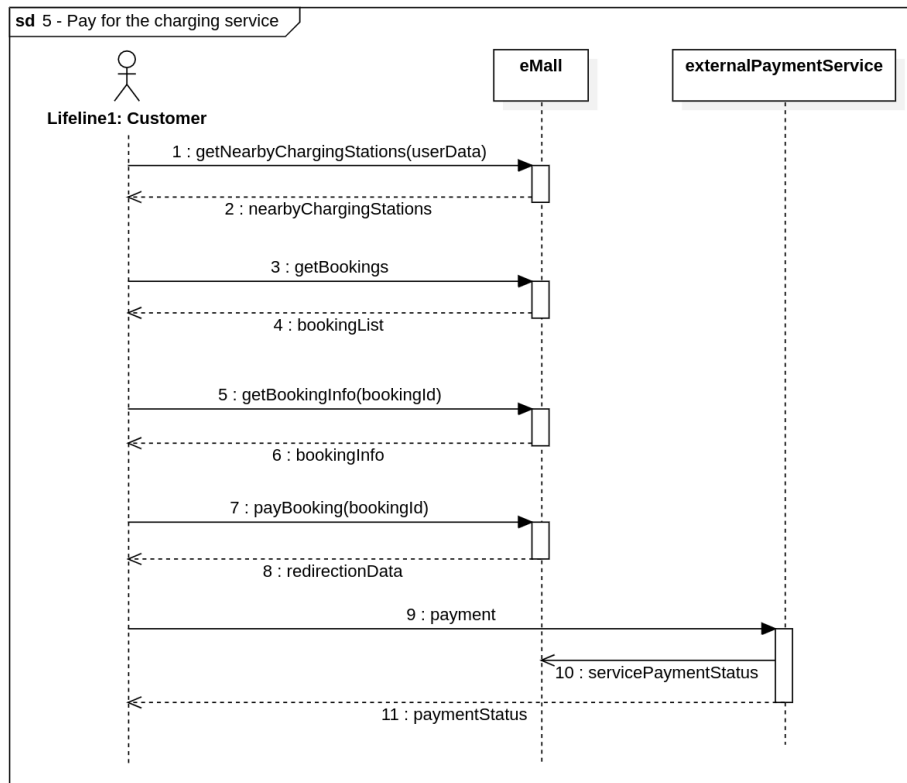 sd 5 - Pay for the charging service
eMall
externalPaymentService
Lifeline1: Customer
1 : getNearbyChargingStations(userData)
2 : nearbyChargingStations
3 : getBookings
4 : bookingList
5 : getBookingInfo(bookingId)
6 : bookingInfo
7 : payBooking(bookingId)
8 : redirectionData
9 : payment
10 : servicePaymentStatus
11 : paymentStatus